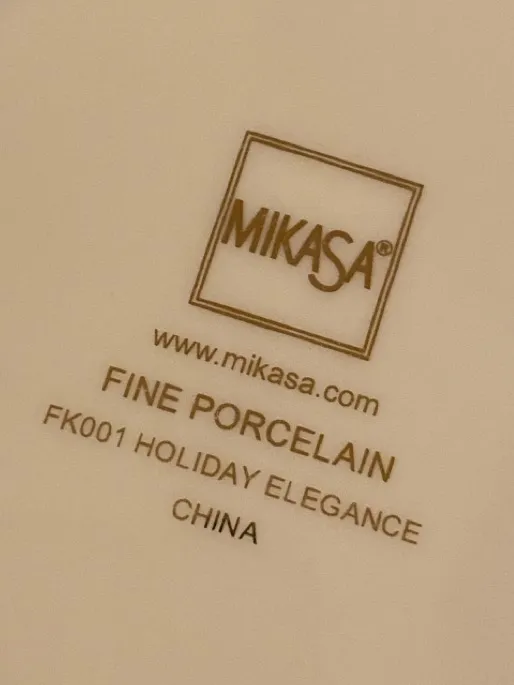 MIKASA®
www.mikasa.com
FINE PORCELAIN
FK001 HOLIDAY ELEGANCE
CHINA